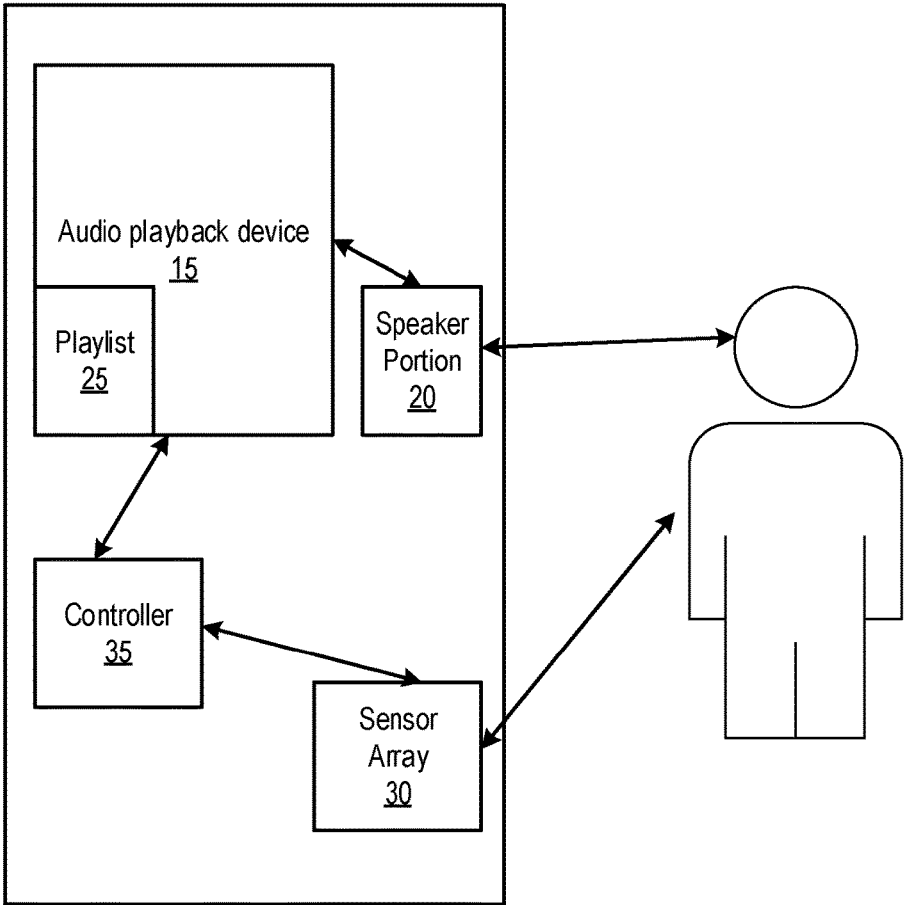 Audio playback device
15
Playlist
25
Speaker
Portion
20
Controller
35
Sensor
Array
30